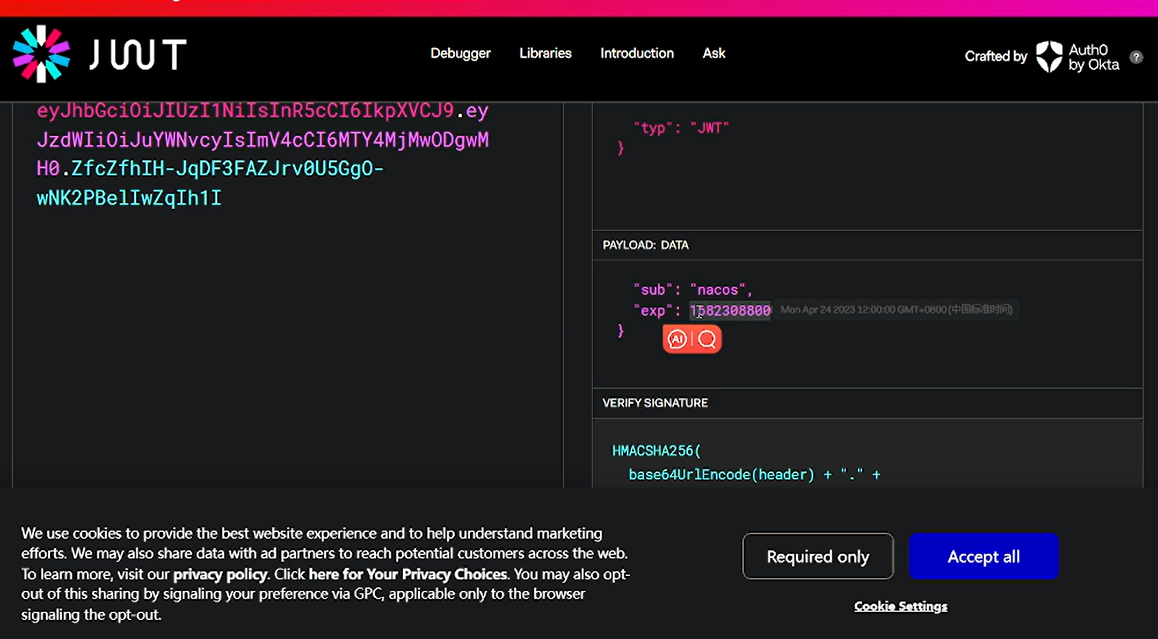 JWT
Debugger
Libraries
Introduction
Ask
Crafted by
Auth0
by Okta
?
eyJhbGciOiJIUzI1NiIsInR5cCI6IkpXVCJ9.ey
JzdWIiOiJuYWNvcyIsImV4cCI6MTY4MjMwODgwM
H0.ZfcZfhIH-JqDF3FAZJrv0U5GgO-
wNK2PBelIwZqIh1I
"typ": "JWT"
}
PAYLOAD: DATA
"sub": "nacos",
"exp": 1682308800
Mon Apr 24 2023 12:00:00 GMT+0800 (中国标准时间)
}
AI
VERIFY SIGNATURE
HMACSHA256(
base64UrlEncode(header) + "." +
We use cookies to provide the best website experience and to help understand marketing
efforts. We may also share data with ad partners to reach potential customers across the web.
To learn more, visit our privacy policy. Click here for Your Privacy Choices. You may also opt-
out of this sharing by signaling your preference via GPC, applicable only to the browser
signaling the opt-out.
Required only
Accept all
Cookie Settings